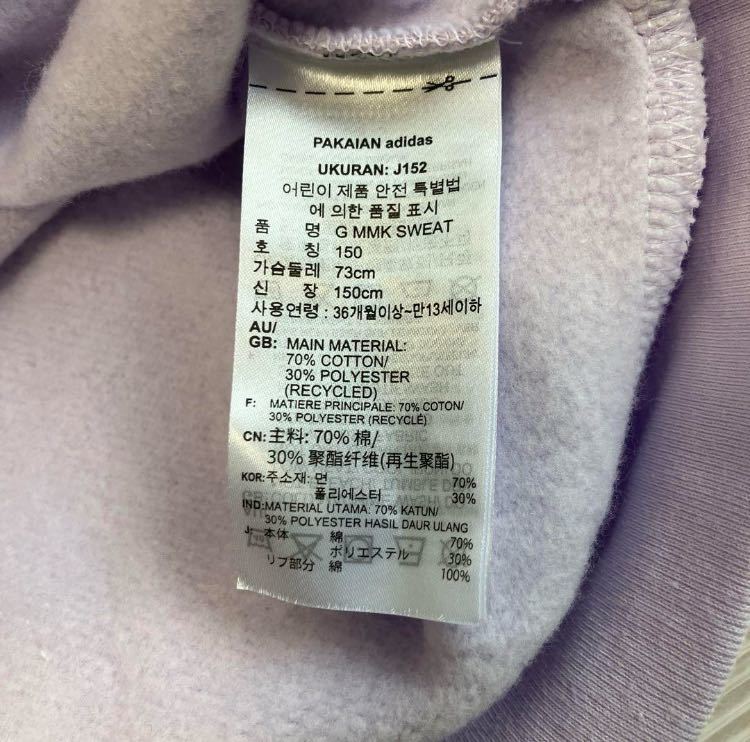 PAKAIAN adidas
UKURAN: J152
어린이 제품 안전 특별법
에 의한 품질 표시
품 명 G MMK SWEAT
호 칭 150
가슴둘레 73cm
신 장 150cm
사용연령 : 36개월이상~만13세이하
AU/
GB: MAIN MATERIAL:
70% COTTON/
30% POLYESTER
(RECYCLED)
F: MATIERE PRINCIPALE: 70% COTON/
30% POLYESTER (RECYCLÉ)
CN: 主料: 70% 棉/
30% 聚酯纤维(再生聚酯)
KOR: 주소재: 면 70%
폴리에스터 30%
IND: MATERIAL UTAMA: 70% KATUN/
30% POLYESTER HASIL DAUR ULANG
J: 本体 綿 70%
ポリエステル 30%
リブ部分 綿 100%